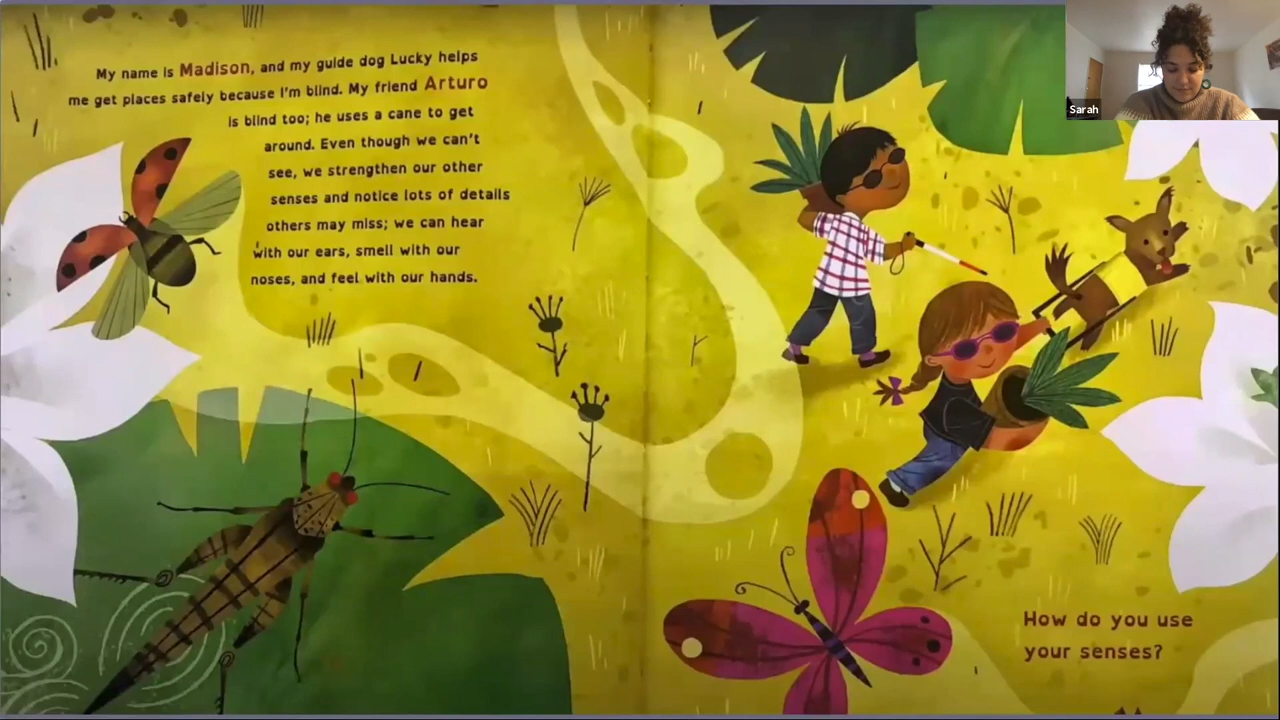 My name is Madison, and my guide dog Lucky helps
me get places safely because I'm blind. My friend Arturo
is blind too; he uses a cane to get
around. Even though we can't
see, we strengthen our other
senses and notice lots of details
others may miss; we can hear
with our ears, smell with our
noses, and feel with our hands.
Sarah
How do you use
your senses?